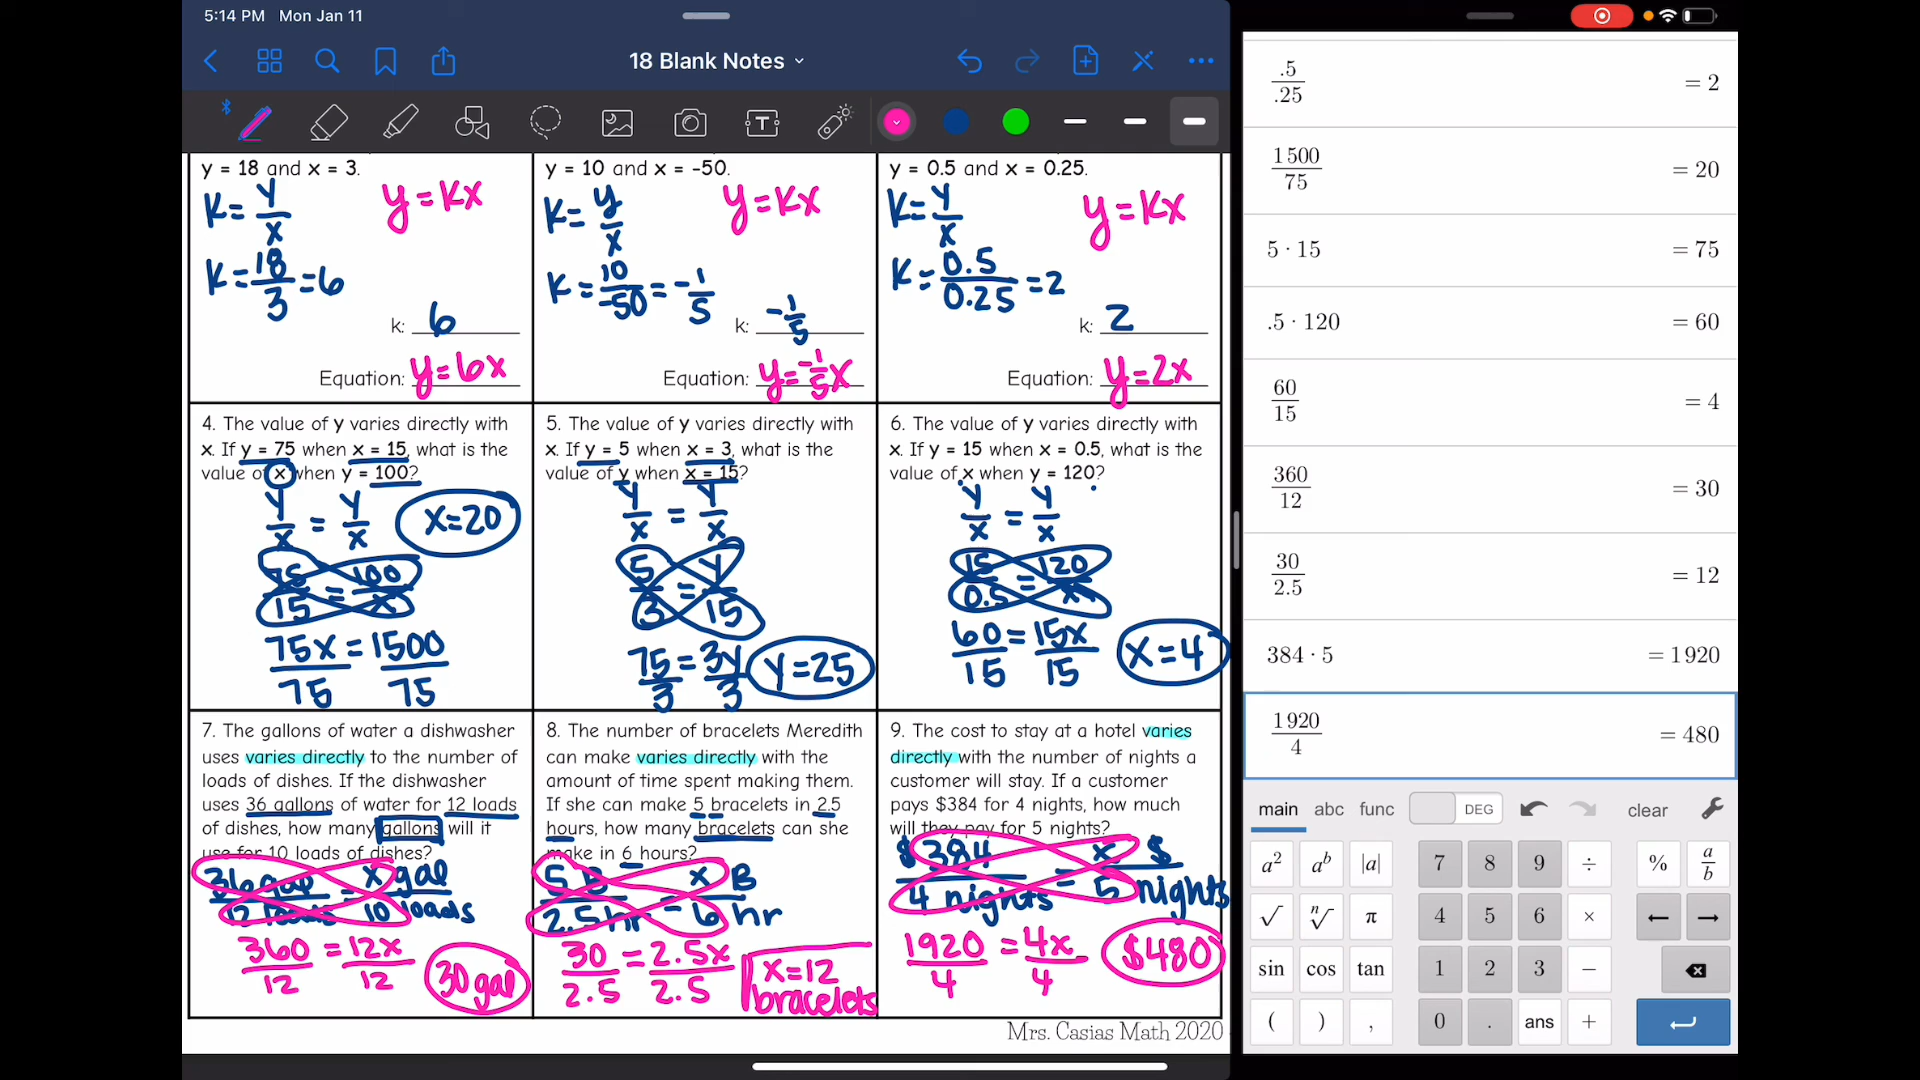 5:14 PM Mon Jan 11
18 Blank Notes
T
y = 18 and x = 3.
y = kx
k = y/x
k = 18/3 = 6
k: 6
Equation: y = 6x
y = 10 and x = -50.
y = kx
k = y/x
k = 10/-50 = -1/5
k: -1/5
Equation: y = -1/5x
y = 0.5 and x = 0.25.
y = kx
k = y/x
k = 0.5/0.25 = 2
k: 2
Equation: y = 2x
4. The value of y varies directly with
x. If y = 75 when x = 15, what is the
value of x when y = 100?
y/x = y/x
x = 20
75/15 = 100/x
75x/75 = 1500/75
5. The value of y varies directly with
x. If y = 5 when x = 3, what is the
value of y when x = 15?
y/x = y/x
5/3 = y/15
75/3 = 3y/3
y = 25
6. The value of y varies directly with
x. If y = 15 when x = 0.5, what is the
value of x when y = 120?
y/x = y/x
15/0.5 = 120/x
60/15 = 15x/15
x = 4
7. The gallons of water a dishwasher
uses varies directly to the number of
loads of dishes. If the dishwasher
uses 36 gallons of water for 12 loads
of dishes, how many gallons will it
use for 10 loads of dishes?
36 gal/12 loads = x gal/10 loads
360/12 = 12x/12
30 gal
8. The number of bracelets Meredith
can make varies directly with the
amount of time spent making them.
If she can make 5 bracelets in 2.5
hours, how many bracelets can she
make in 6 hours?
5 B/2.5 hr = x B/6 hr
30/2.5 = 2.5x/2.5
x = 12
bracelets
9. The cost to stay at a hotel varies
directly with the number of nights a
customer will stay. If a customer
pays $384 for 4 nights, how much
will they pay for 5 nights?
$384/4 nights = x $/5 nights
1920/4 = 4x/4
$480
Mrs. Casias Math 2020
.5/.25 = 2
1500/75 = 20
5 · 15 = 75
.5 · 120 = 60
60/15 = 4
360/12 = 30
30/2.5 = 12
384 · 5 = 1920
1920/4 = 480
main abc func DEG clear
a² aᵇ |a| 7 8 9 ÷ % a/b
√ ⁿ√ π 4 5 6 × ← →
sin cos tan 1 2 3 −
( ) , 0 . ans +